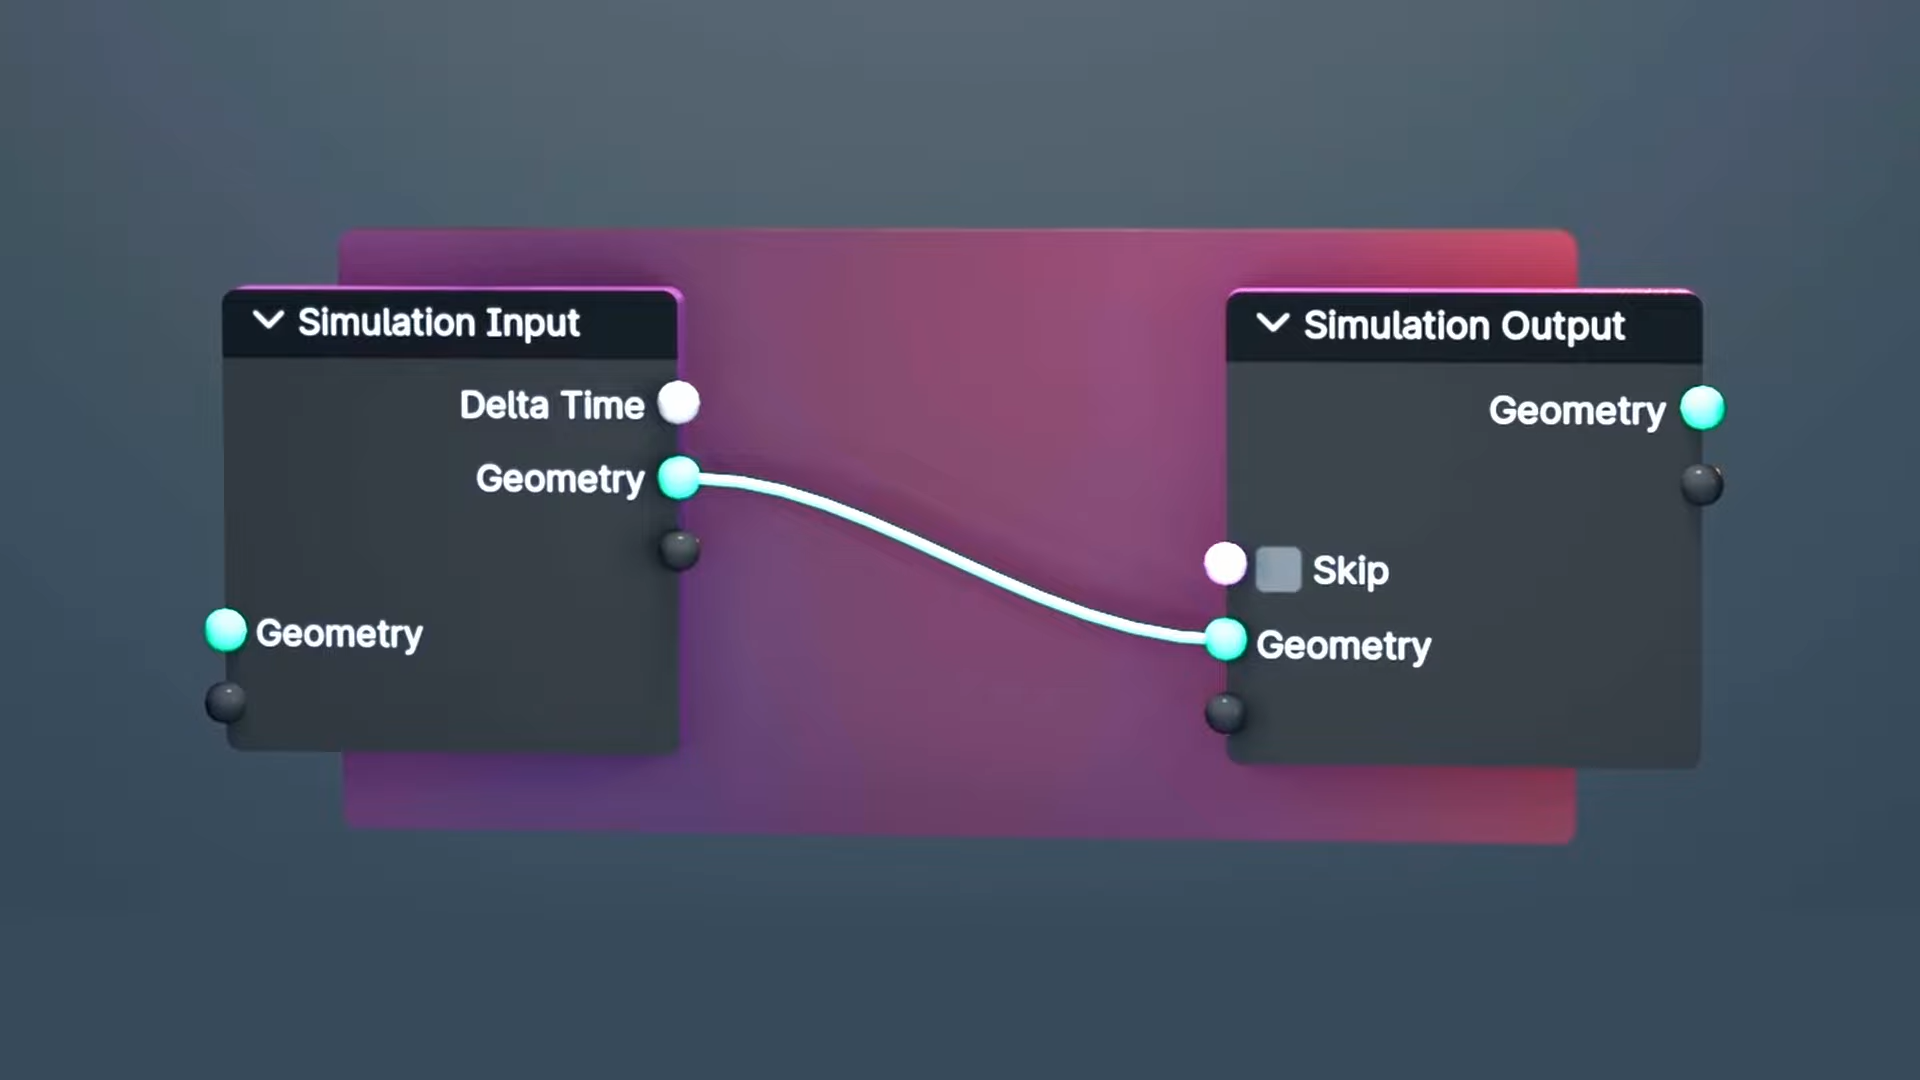 Simulation Input
Delta Time
Geometry
Geometry
Simulation Output
Geometry
Skip
Geometry